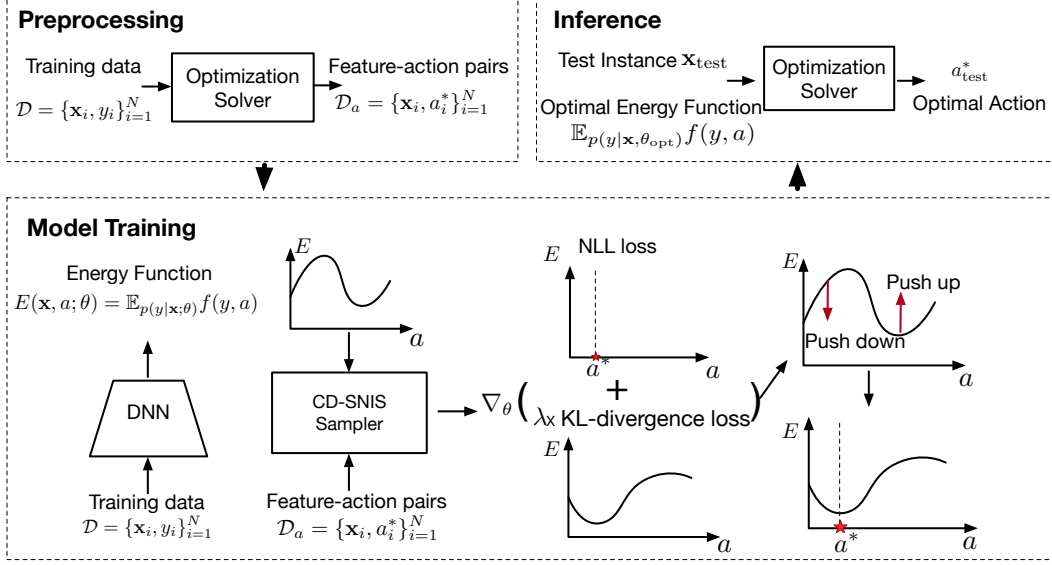 Preprocessing
Training data
𝒟 = {𝐱ᵢ, yᵢ}ᵢ₌₁ᴺ
Optimization
Solver
Feature-action pairs
𝒟ₐ = {𝐱ᵢ, aᵢ*}ᵢ₌₁ᴺ
Inference
Test Instance 𝐱_test
Optimal Energy Function
𝔼_{p(y|𝐱,θ_opt)} f(y, a)
Optimization
Solver
a*_test
Optimal Action
Model Training
Energy Function
E(𝐱, a; θ) = 𝔼_{p(y|𝐱;θ)} f(y, a)
DNN
Training data
𝒟 = {𝐱ᵢ, yᵢ}ᵢ₌₁ᴺ
E
a
CD-SNIS
Sampler
Feature-action pairs
𝒟ₐ = {𝐱ᵢ, aᵢ*}ᵢ₌₁ᴺ
NLL loss
E
a*
a
∇_θ ( + )
λx KL-divergence loss
E
a
E
Push up
Push down
a
E
a*
a